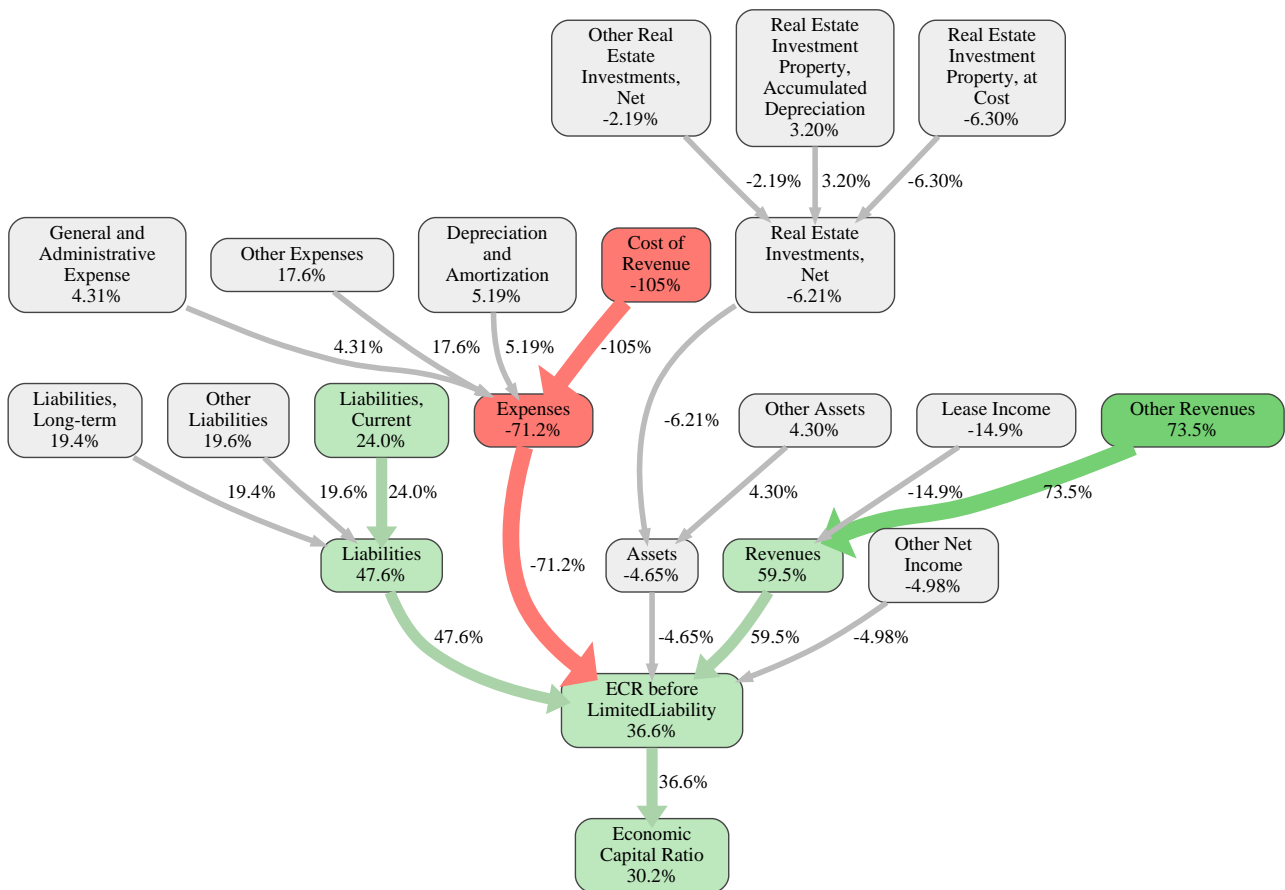 Other Real
Estate
Investments,
Net
-2.19%
Real Estate
Investment
Property,
Accumulated
Depreciation
3.20%
Real Estate
Investment
Property, at
Cost
-6.30%
-2.19%
3.20%
-6.30%
General and
Administrative
Expense
4.31%
Other Expenses
17.6%
Depreciation
and
Amortization
5.19%
Cost of
Revenue
-105%
Real Estate
Investments,
Net
-6.21%
4.31%
17.6%
5.19%
-105%
Liabilities,
Long-term
19.4%
Other
Liabilities
19.6%
Liabilities,
Current
24.0%
Expenses
-71.2%
-6.21%
Other Assets
4.30%
Lease Income
-14.9%
Other Revenues
73.5%
19.4%
19.6%
24.0%
4.30%
-14.9%
73.5%
Liabilities
47.6%
-71.2%
Assets
-4.65%
Revenues
59.5%
Other Net
Income
-4.98%
47.6%
-4.65%
59.5%
-4.98%
ECR before
LimitedLiability
36.6%
36.6%
Economic
Capital Ratio
30.2%